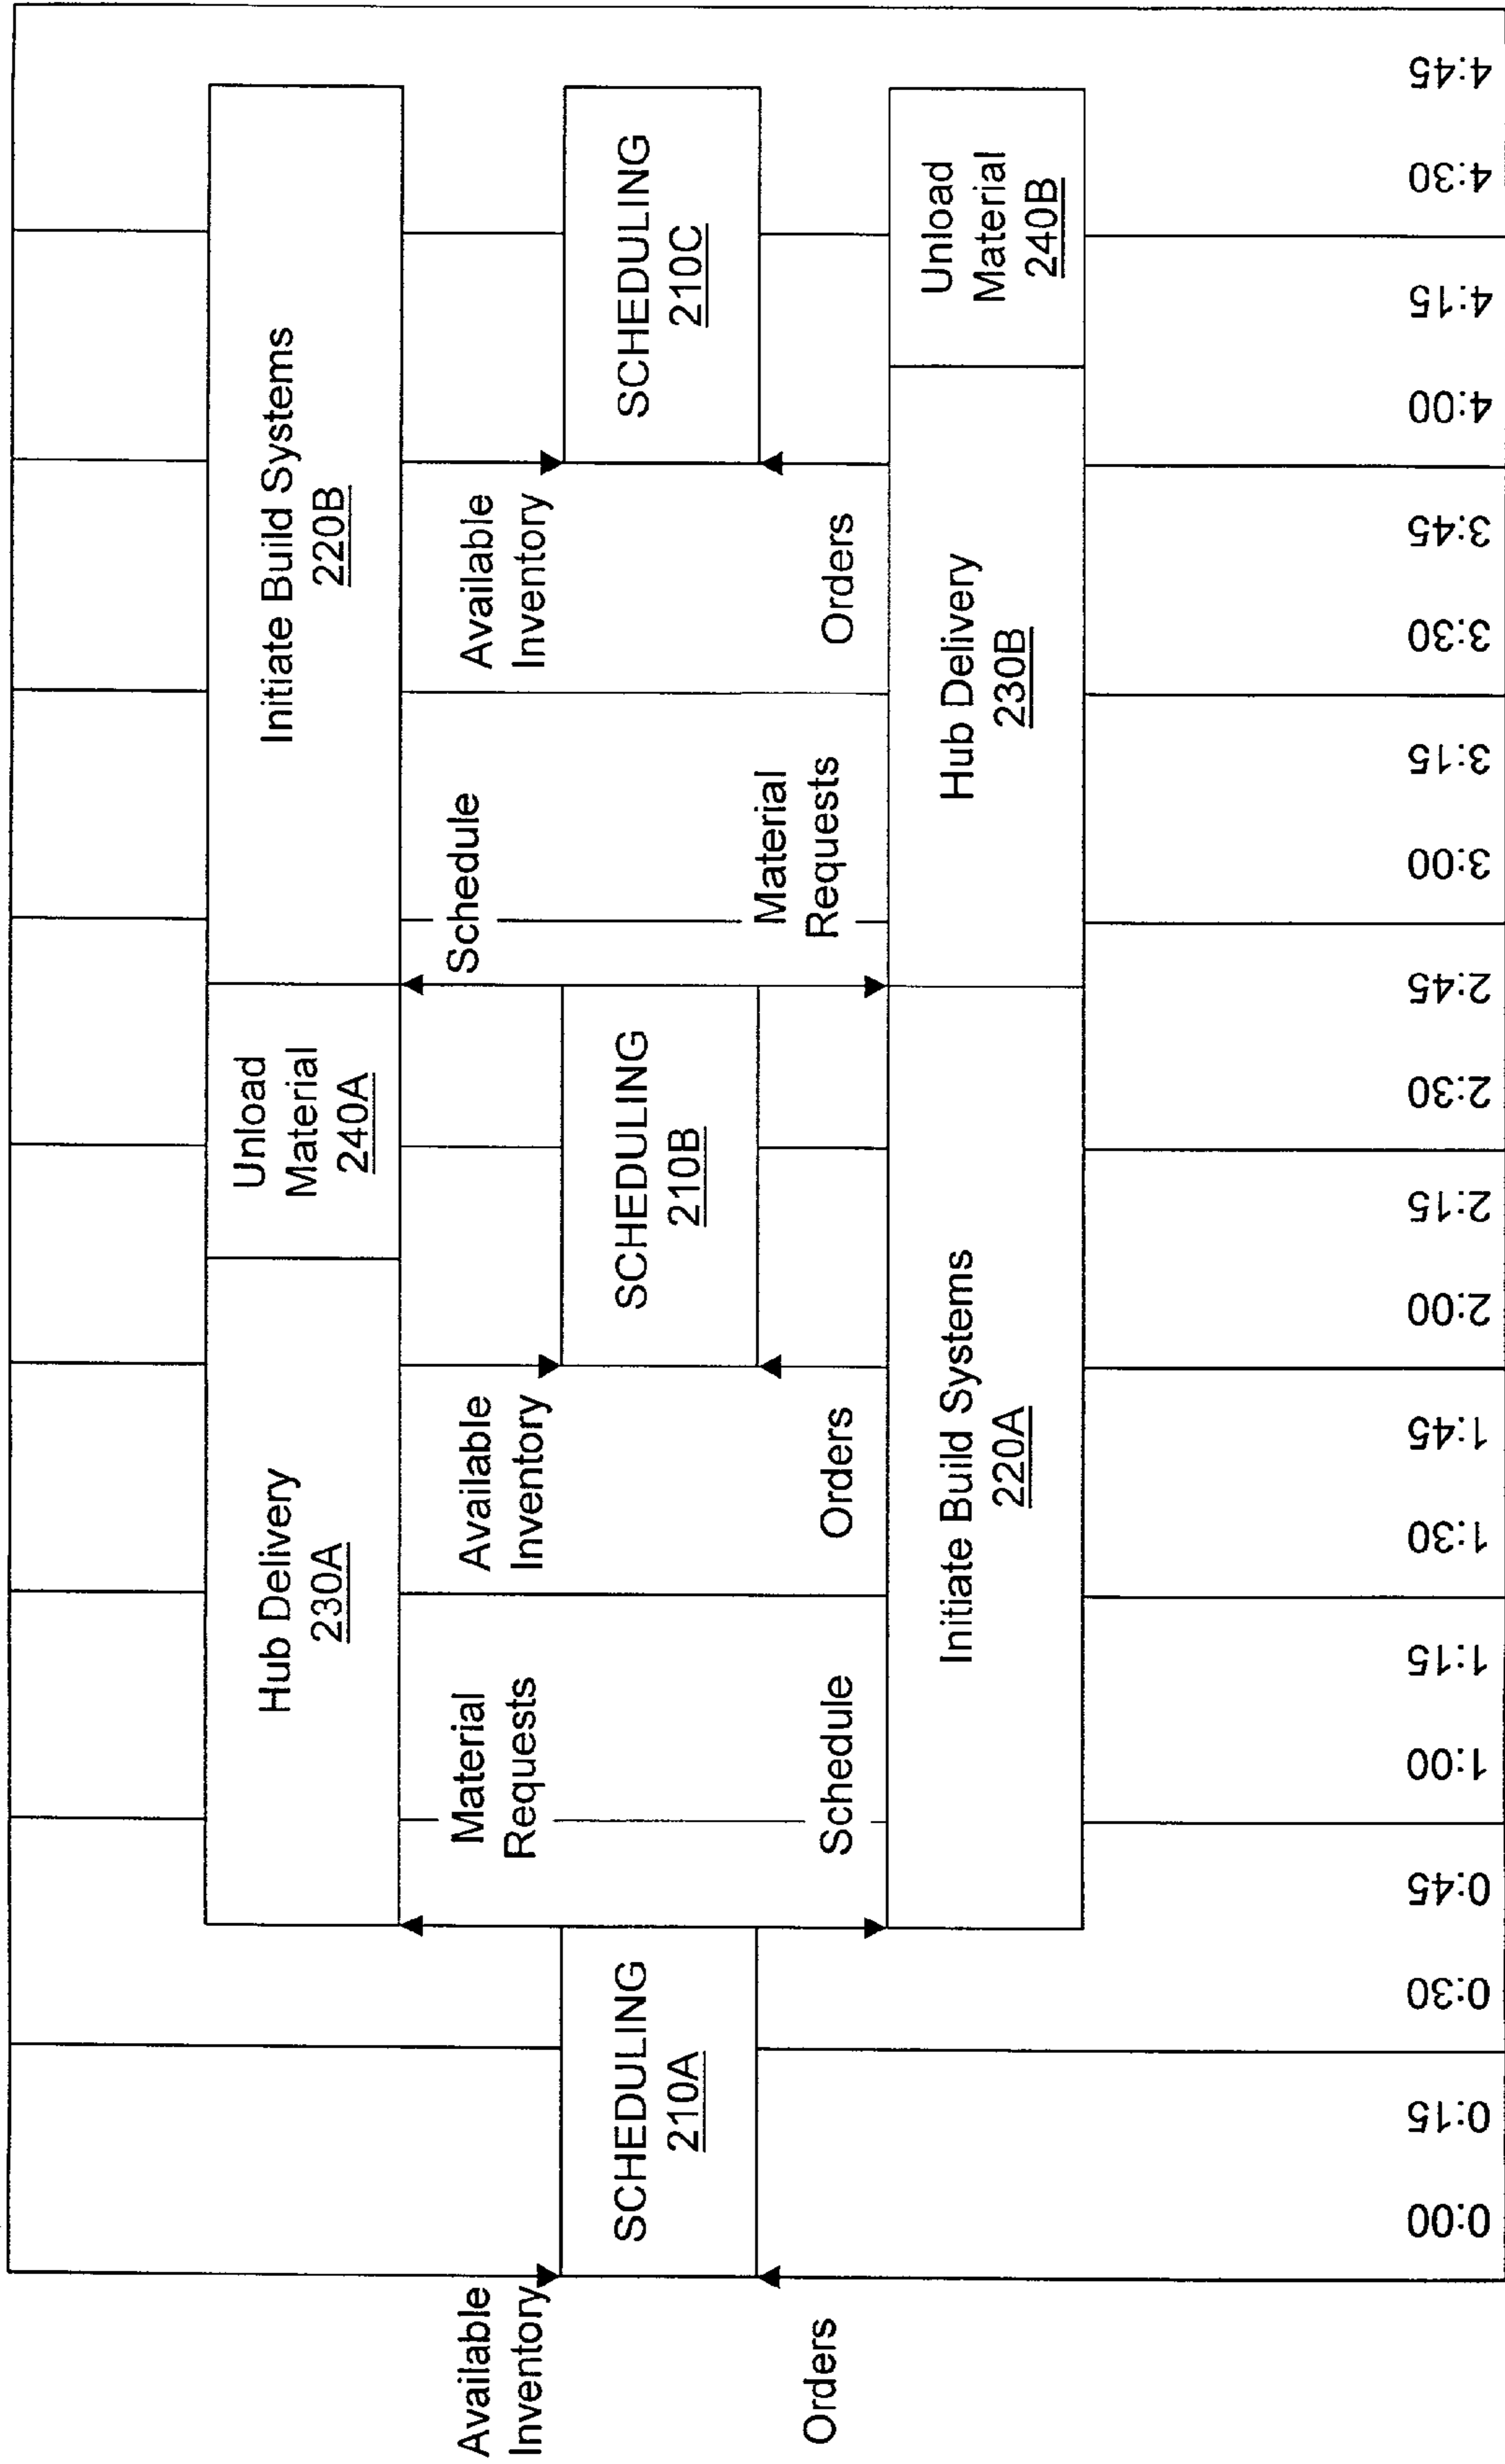 Hub Delivery
230A
Unload
Material
240A
Initiate Build Systems
220B
Available
Inventory
Material
Requests
Available
Inventory
Schedule
Available
Inventory
SCHEDULING
210A
SCHEDULING
210B
SCHEDULING
210C
Orders
Schedule
Orders
Material
Requests
Orders
Initiate Build Systems
220A
Hub Delivery
230B
Unload
Material
240B
0:00
0:15
0:30
0:45
1:00
1:15
1:30
1:45
2:00
2:15
2:30
2:45
3:00
3:15
3:30
3:45
4:00
4:15
4:30
4:45